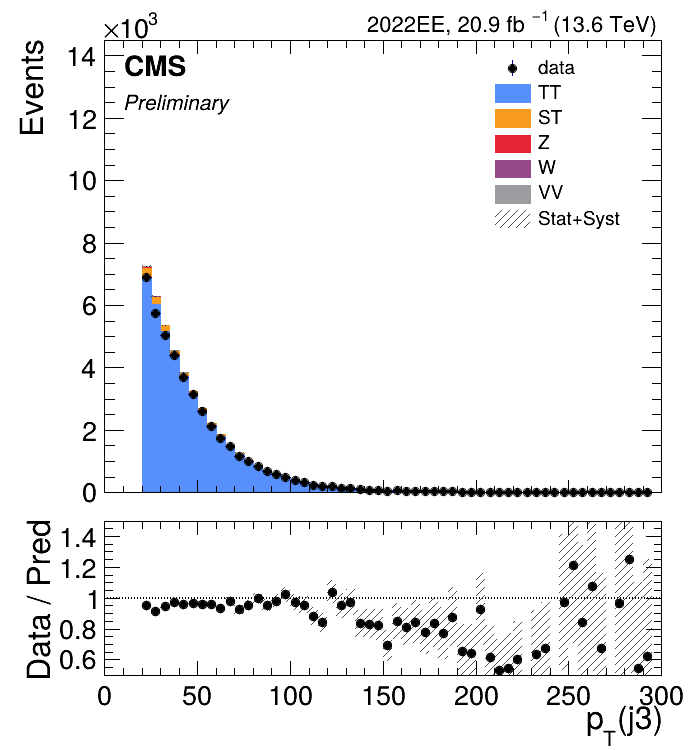 ×10³
2022EE, 20.9 fb⁻¹ (13.6 TeV)
CMS
Preliminary
Events
14
12
10
8
6
4
2
0
data
TT
ST
Z
W
VV
Stat+Syst
Data / Pred
1.4
1.2
1
0.8
0.6
0 50 100 150 200 250 300
p_T(j3)